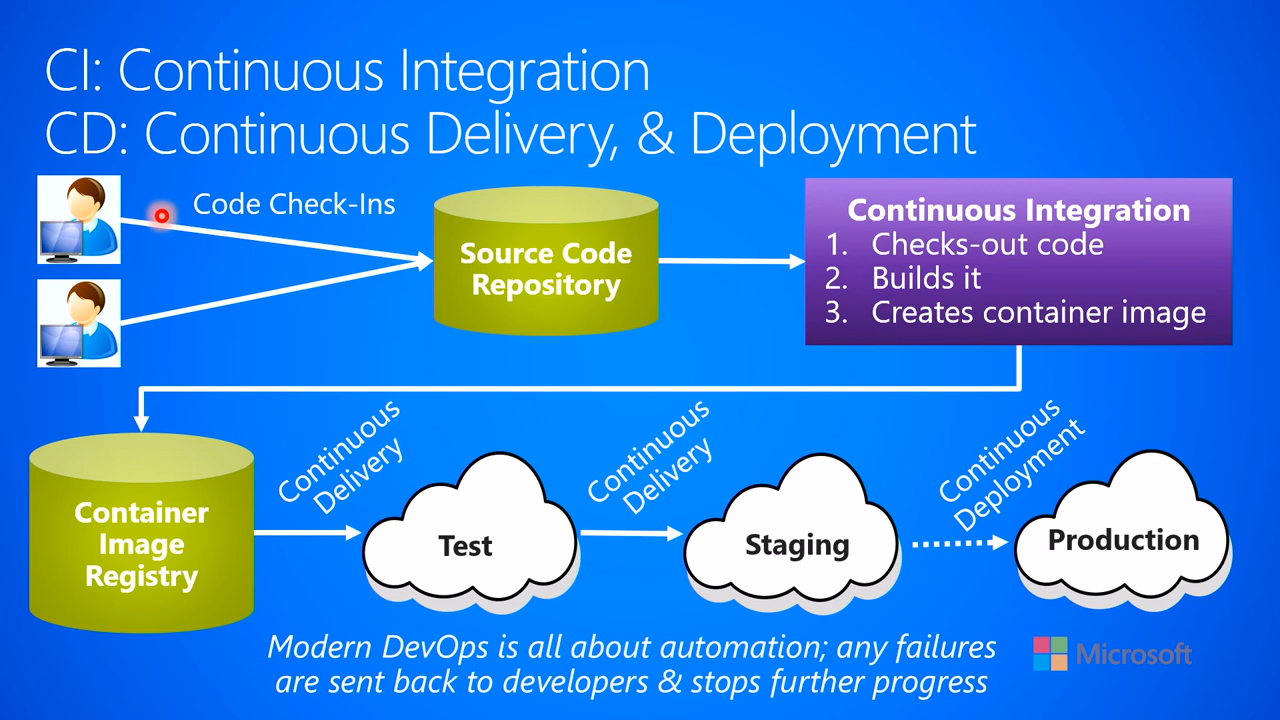 CI: Continuous Integration
CD: Continuous Delivery, & Deployment
Code Check-Ins
Source Code
Repository
Continuous Integration
1. Checks-out code
2. Builds it
3. Creates container image
Container
Image
Registry
Continuous
Delivery
Test
Continuous
Delivery
Staging
Continuous
Deployment
Production
Modern DevOps is all about automation; any failures
are sent back to developers & stops further progress
Microsoft